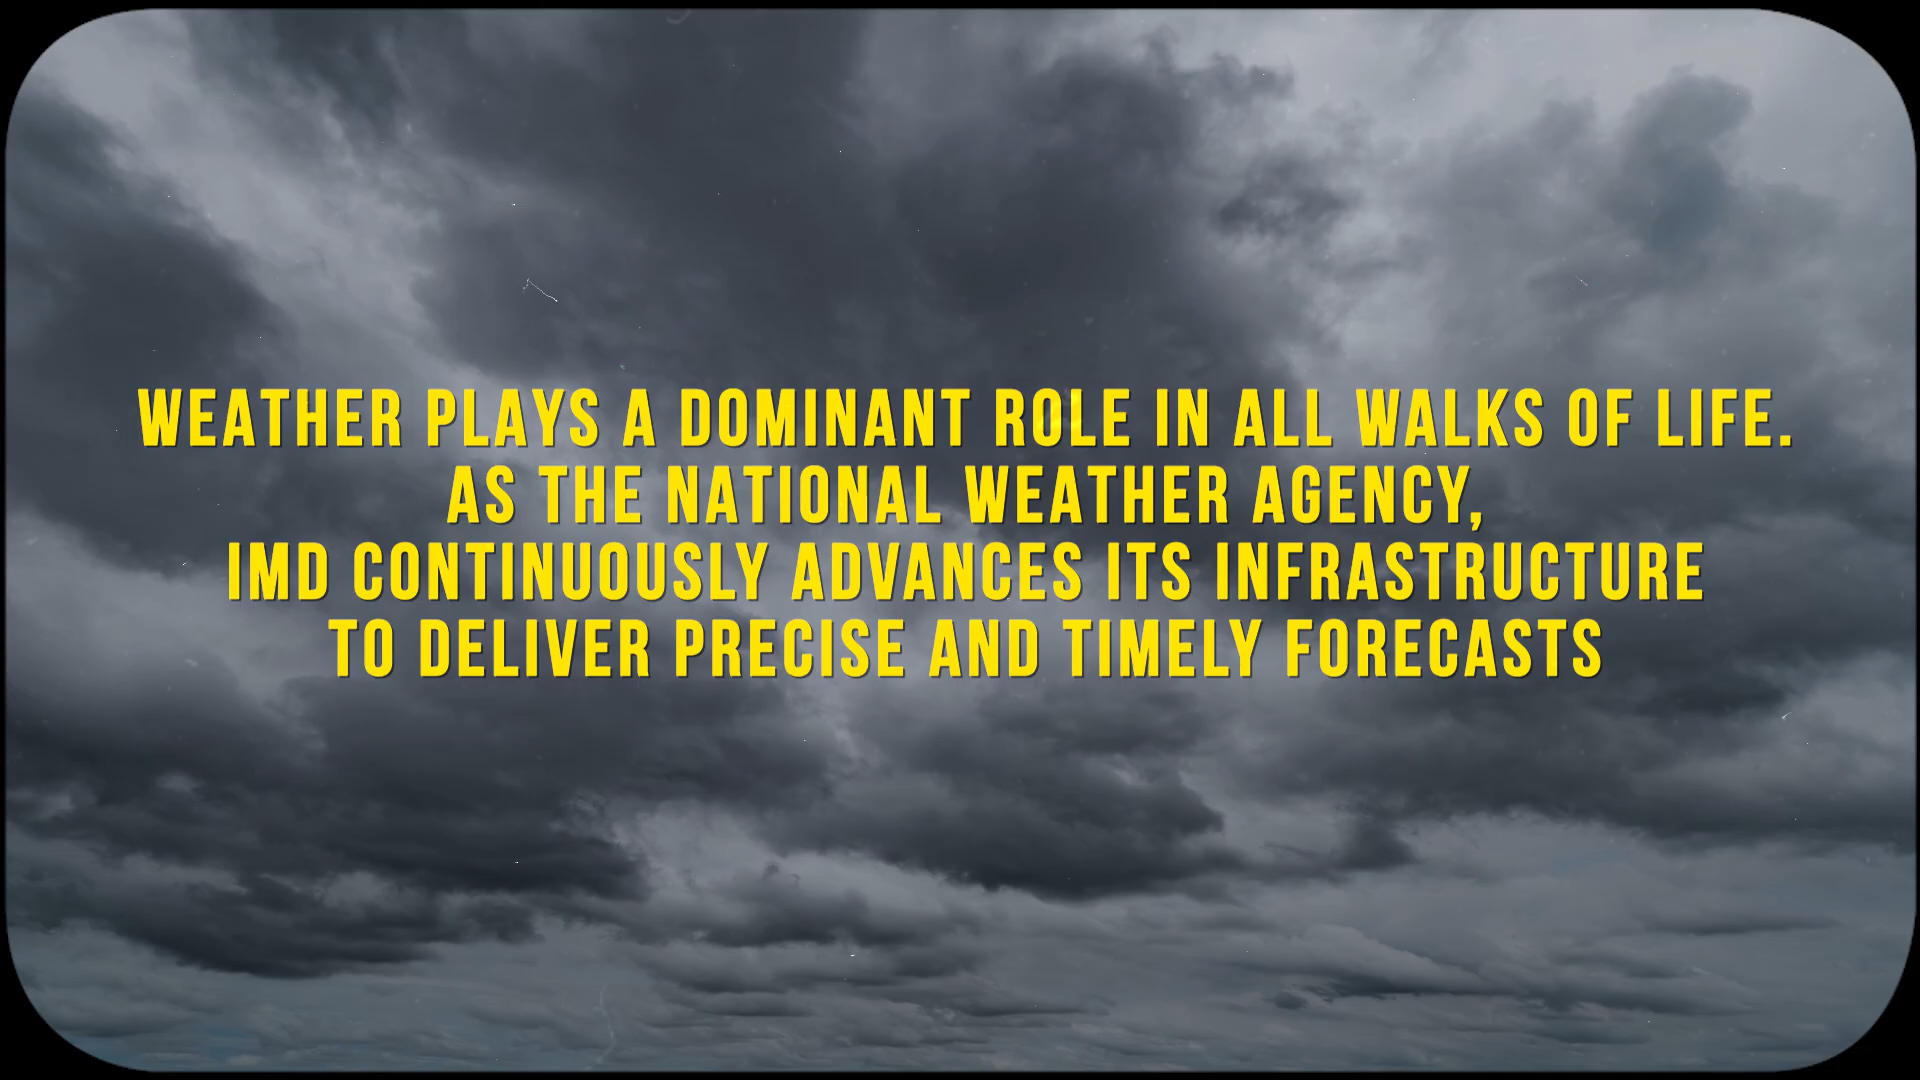 WEATHER PLAYS A DOMINANT ROLE IN ALL WALKS OF LIFE.
AS THE NATIONAL WEATHER AGENCY,
IMD CONTINUOUSLY ADVANCES ITS INFRASTRUCTURE
TO DELIVER PRECISE AND TIMELY FORECASTS